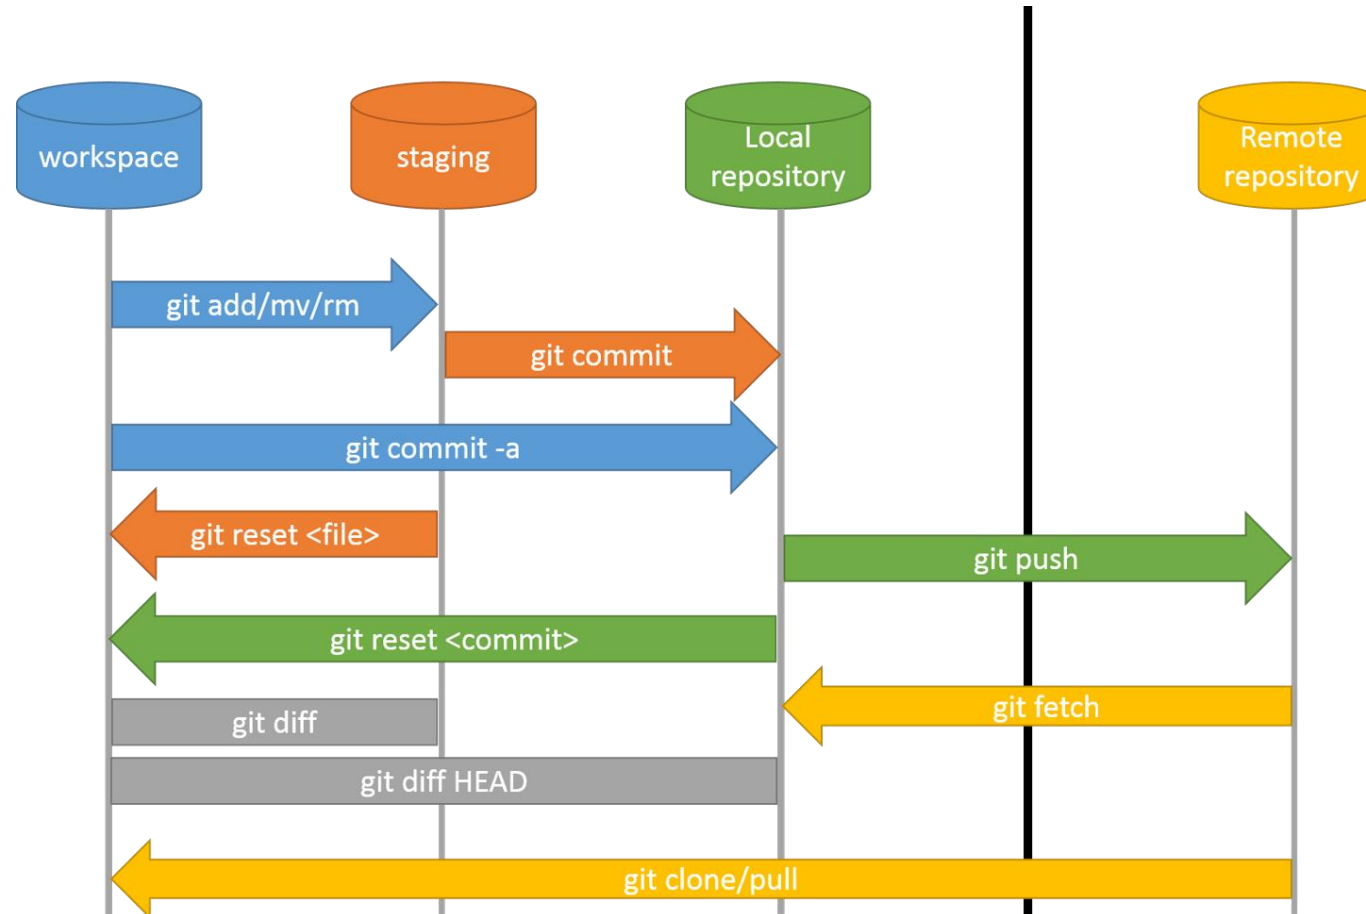 workspace
staging
Local
repository
Remote
repository
git add/mv/rm
git commit
git commit -a
git reset <file>
git push
git reset <commit>
git fetch
git diff
git diff HEAD
git clone/pull